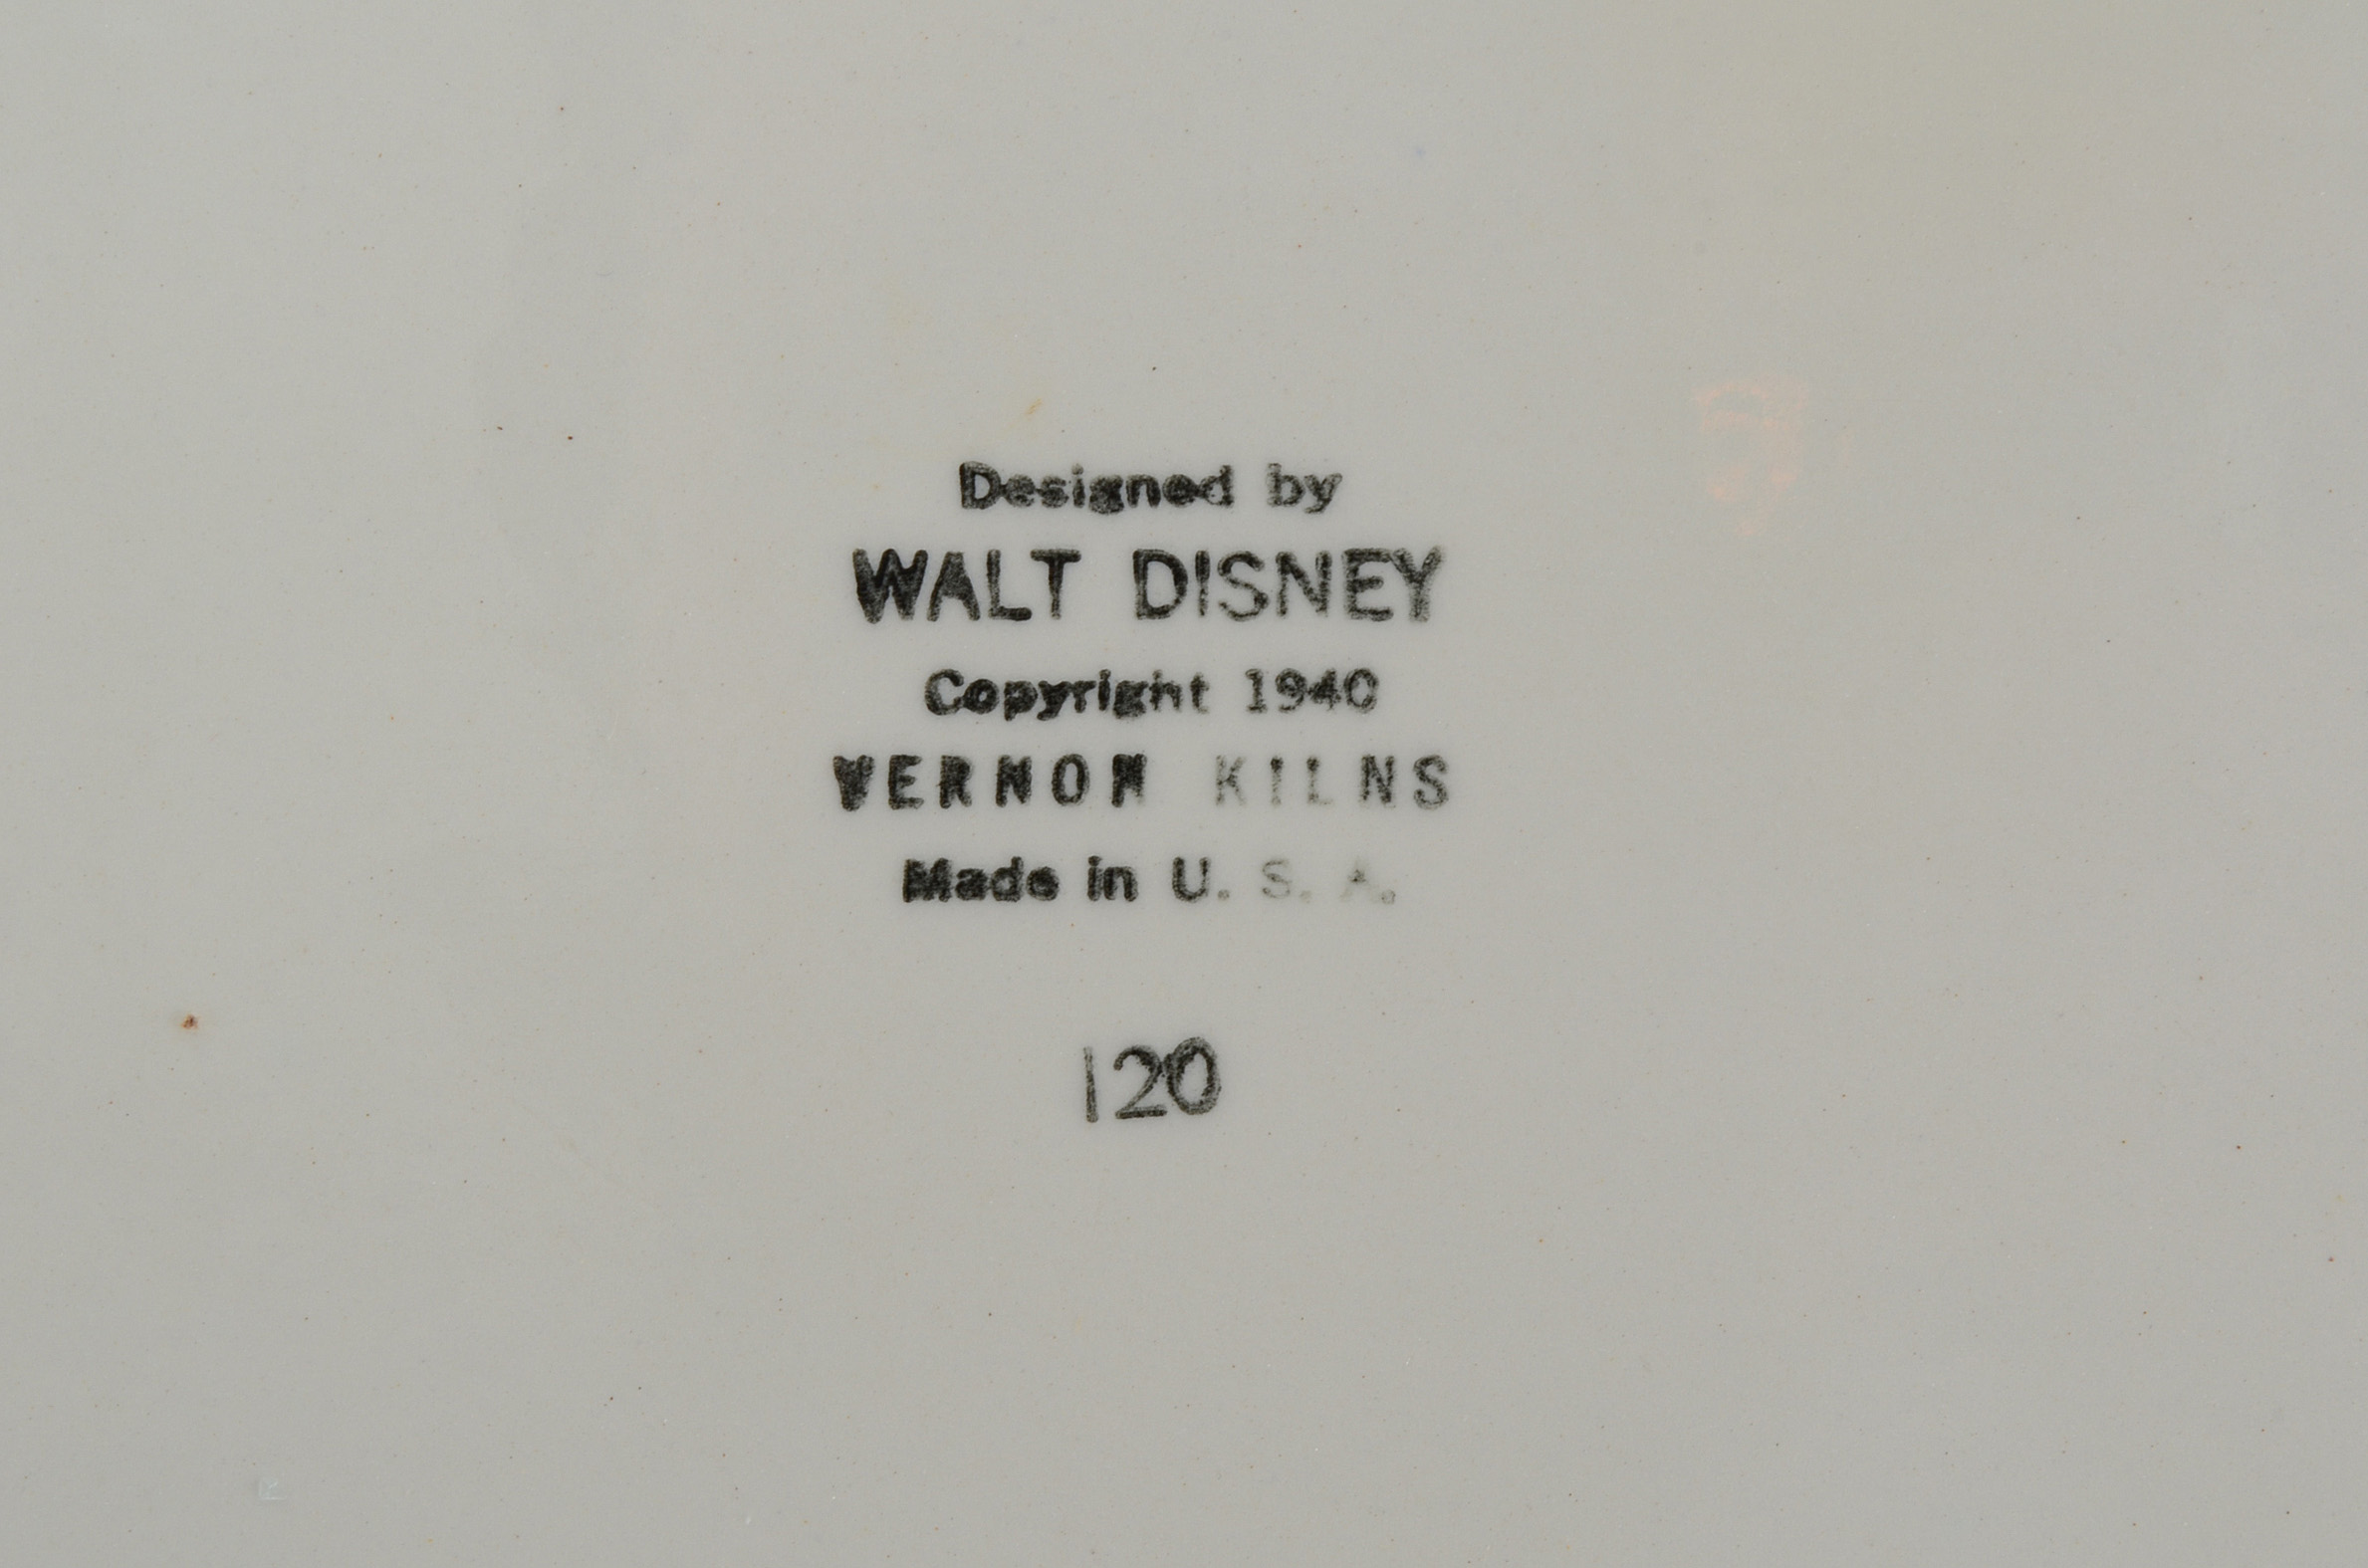 Designed by
WALT DISNEY
Copyright 1940
VERNON KILNS
Made in U. S. A.
120